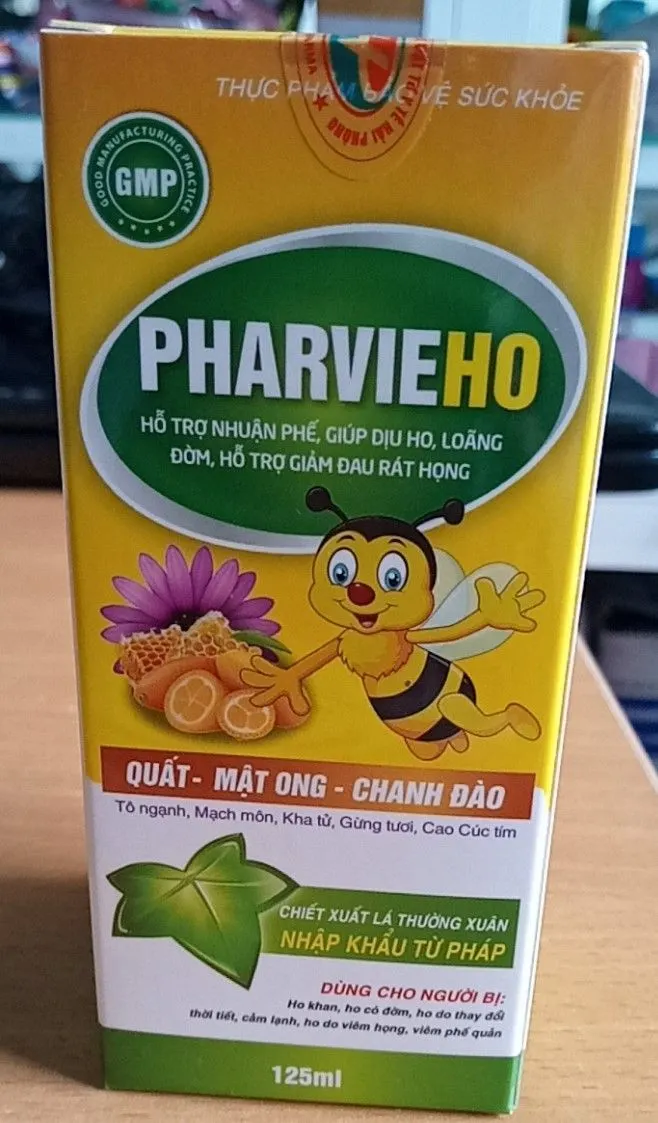 THỰC PHẨM BẢO VỆ SỨC KHỎE
GOOD MANUFACTURING PRACTICE
GMP
PHARVIEHO
HỖ TRỢ NHUẬN PHẾ, GIÚP DỊU HO, LOÃNG
ĐỜM, HỖ TRỢ GIẢM ĐAU RÁT HỌNG
QUẤT- MẬT ONG - CHANH ĐÀO
Tô ngạnh, Mạch môn, Kha tử, Gừng tươi, Cao Cúc tím
CHIẾT XUẤT LÁ THƯỜNG XUÂN
NHẬP KHẨU TỪ PHÁP
DÙNG CHO NGƯỜI BỊ:
Ho khan, ho có đờm, ho do thay đổi
thời tiết, cảm lạnh, ho do viêm họng, viêm phế quản
125ml